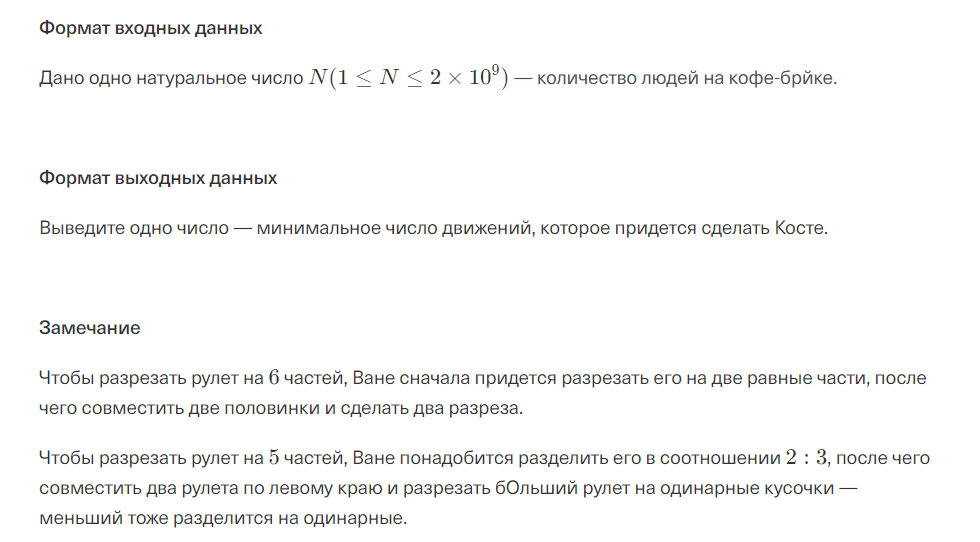 Формат входных данных
Дано одно натуральное число N(1 ≤ N ≤ 2 × 10⁹) — количество людей на кофе-брйке.
Формат выходных данных
Выведите одно число — минимальное число движений, которое придется сделать Косте.
Замечание
Чтобы разрезать рулет на 6 частей, Ване сначала придется разрезать его на две равные части, после
чего совместить две половинки и сделать два разреза.
Чтобы разрезать рулет на 5 частей, Ване понадобится разделить его в соотношении 2 : 3, после чего
совместить два рулета по левому краю и разрезать бОльший рулет на одинарные кусочки —
меньший тоже разделится на одинарные.